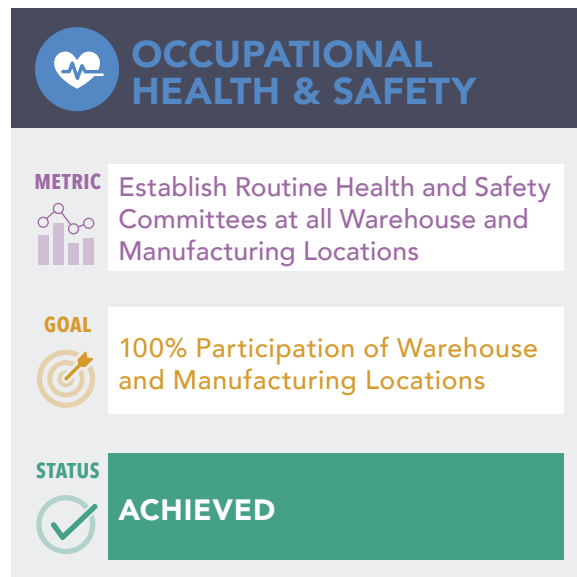 OCCUPATIONAL
HEALTH & SAFETY
METRIC
Establish Routine Health and Safety
Committees at all Warehouse and
Manufacturing Locations
GOAL
100% Participation of Warehouse
and Manufacturing Locations
STATUS
ACHIEVED